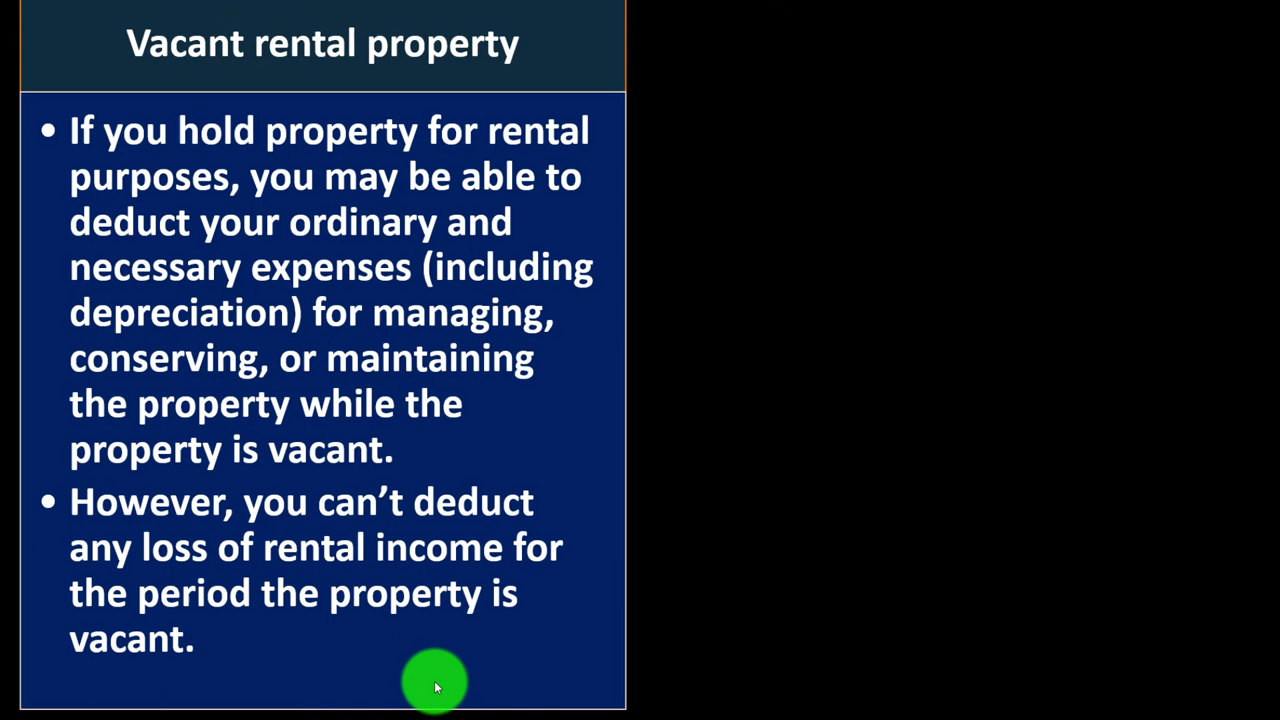 Vacant rental property
• If you hold property for rental
purposes, you may be able to
deduct your ordinary and
necessary expenses (including
depreciation) for managing,
conserving, or maintaining
the property while the
property is vacant.
• However, you can’t deduct
any loss of rental income for
the period the property is
vacant.